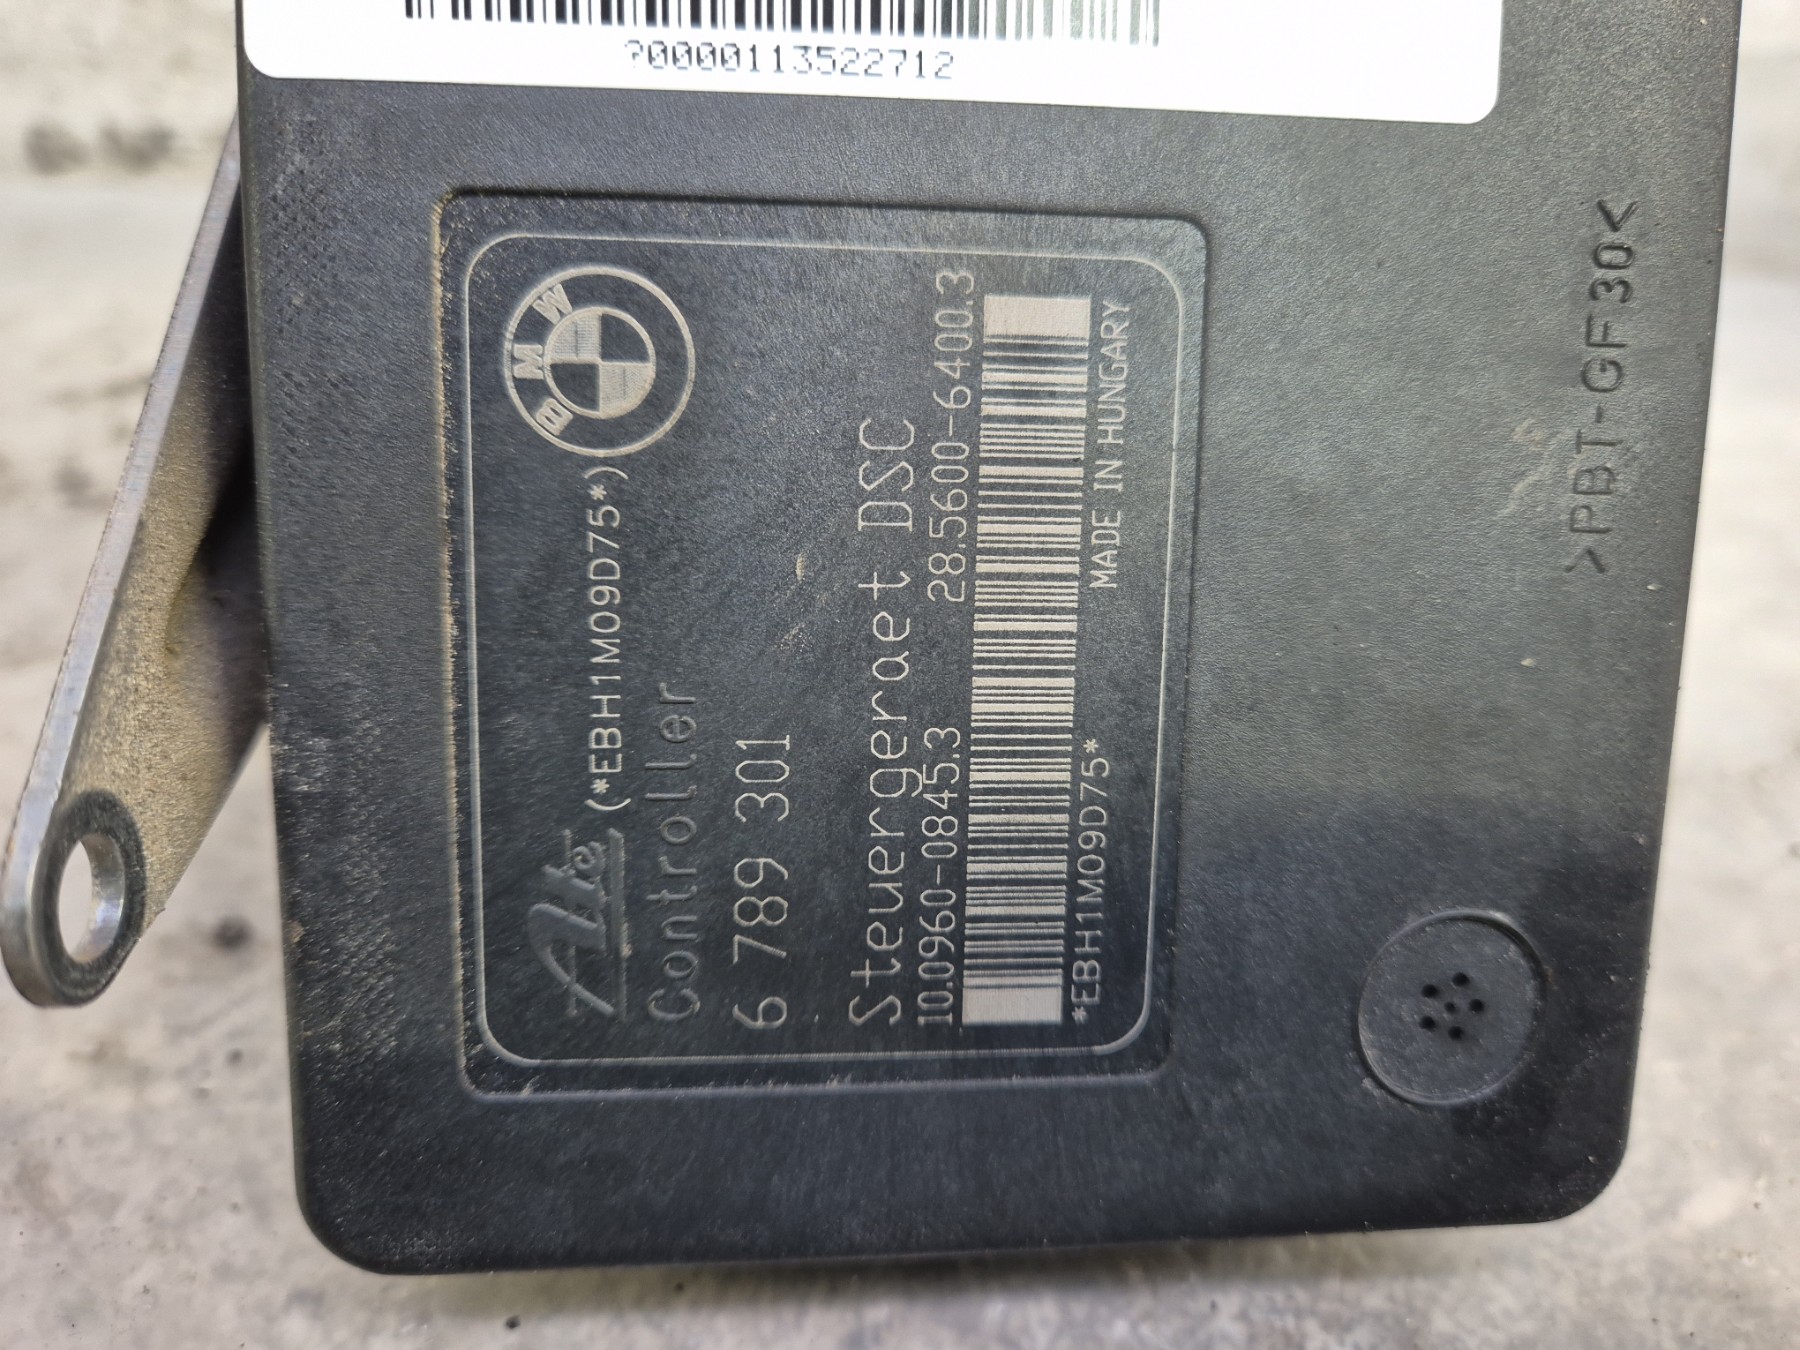 ?0000113522712
BMW
Ate (*EBH1M09D75*)
Controller
6 789 301
Steuergeraet DSC
10.0960-0845.3 28.5600-6400.3
*EBH1M09D75* MADE IN HUNGARY
>PBT-GF30<